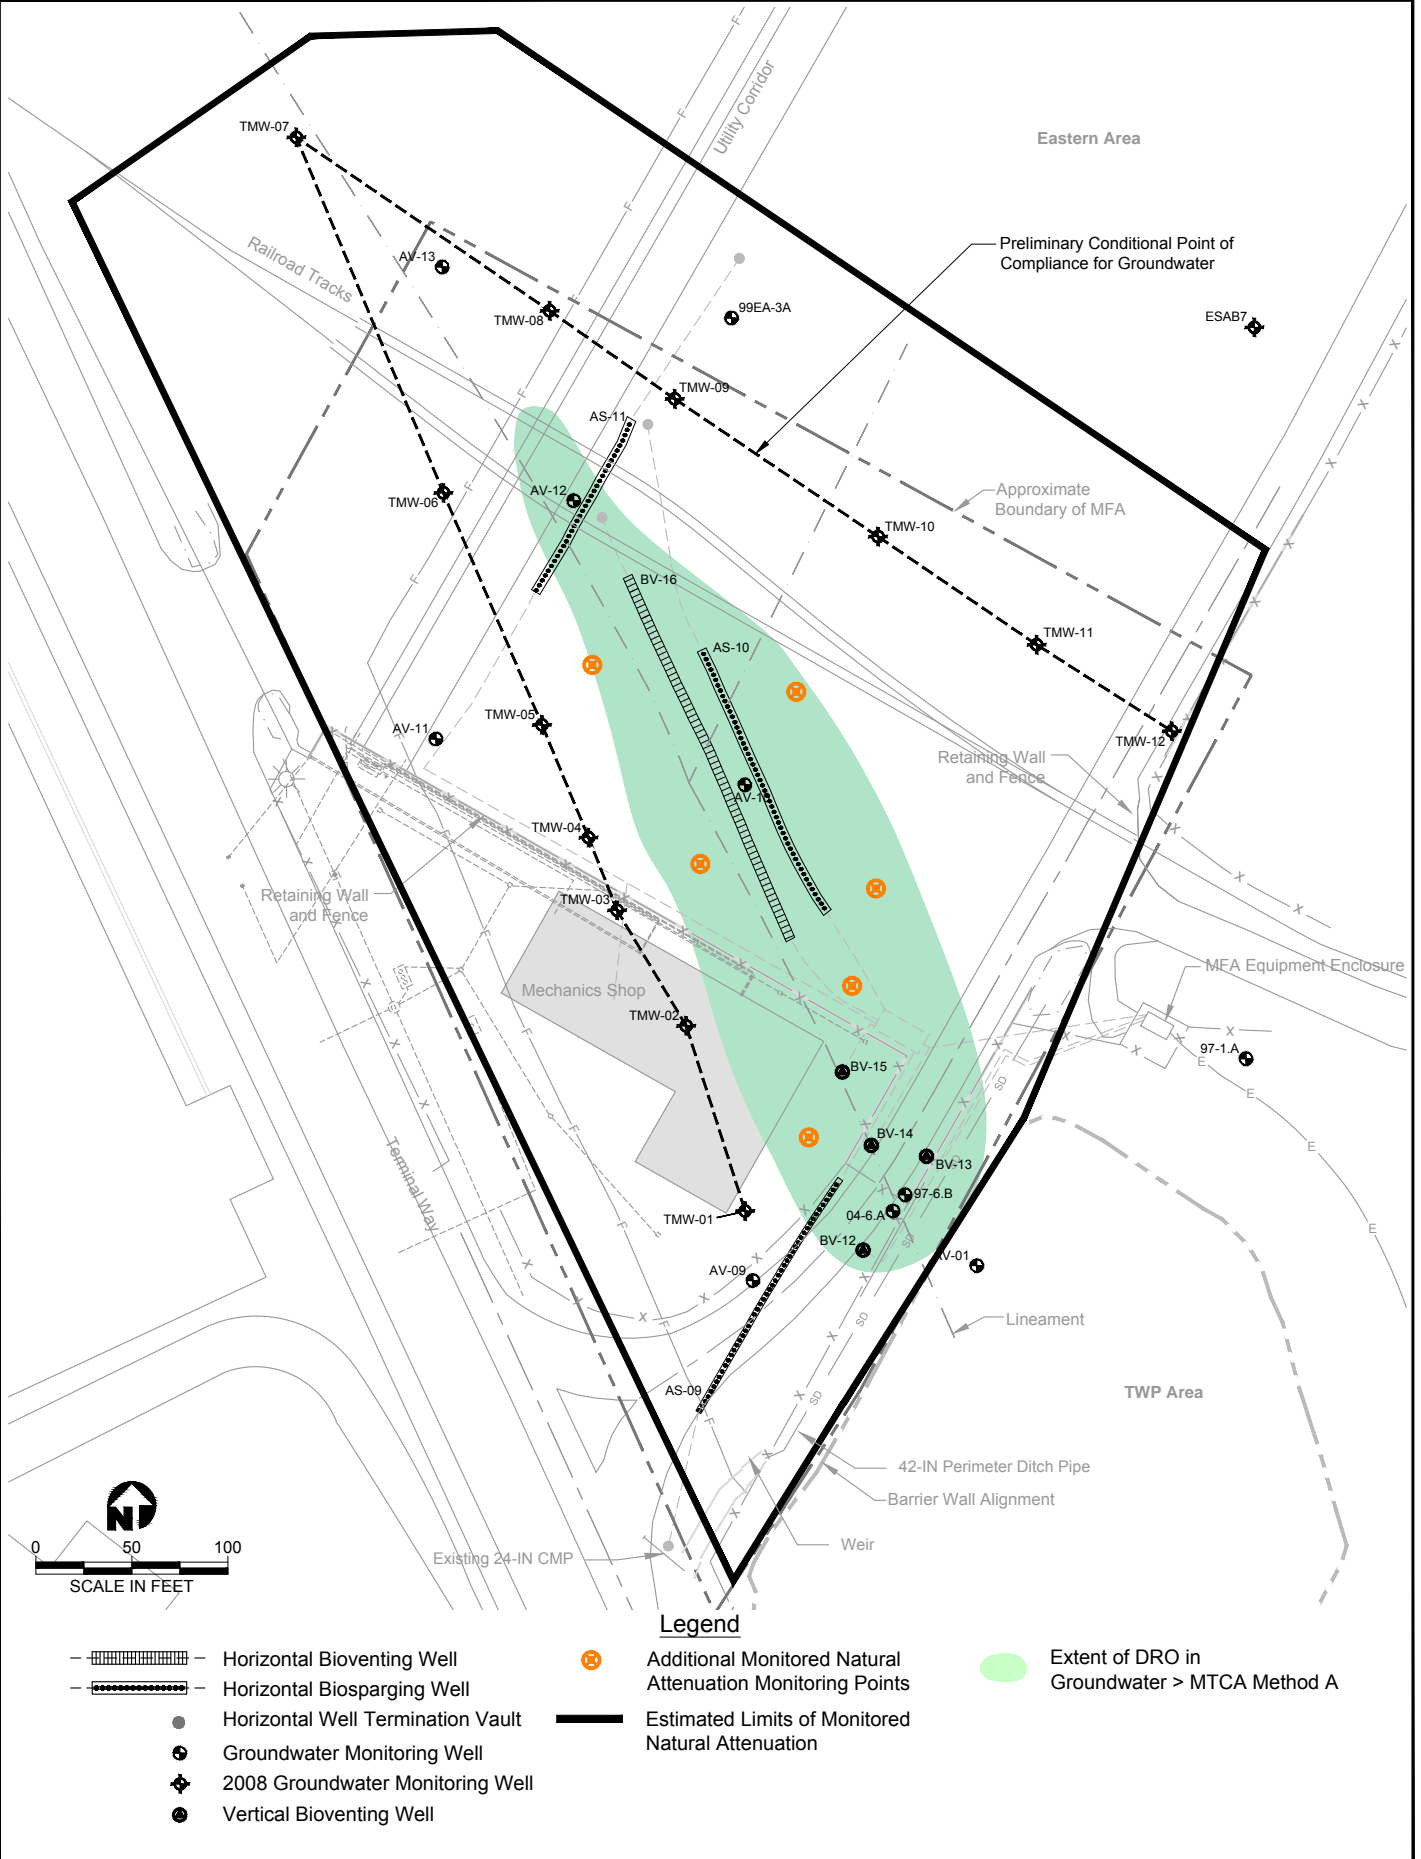 TMW-07
Utility Corridor
Eastern Area
Preliminary Conditional Point of
Compliance for Groundwater
Railroad Tracks
AV-13
TMW-08
99EA-3A
ESAB7
TMW-09
AS-11
AV-12
TMW-06
Approximate
Boundary of MFA
TMW-10
BV-16
AS-10
TMW-11
TMW-05
AV-11
TMW-12
Retaining Wall
and Fence
TMW-04
Retaining Wall
and Fence
TMW-03
Mechanics Shop
TMW-02
MFA Equipment Enclosure
97-1.A
BV-15
BV-14
BV-13
97-6.B
04-6.A
TMW-01
BV-12
AV-09
Terminal Way
Lineament
AS-09
TWP Area
42-IN Perimeter Ditch Pipe
Barrier Wall Alignment
Weir
Existing 24-IN CMP
N
0 50 100
SCALE IN FEET
Legend
Horizontal Bioventing Well
Horizontal Biosparging Well
Horizontal Well Termination Vault
Groundwater Monitoring Well
2008 Groundwater Monitoring Well
Vertical Bioventing Well
Additional Monitored Natural
Attenuation Monitoring Points
Estimated Limits of Monitored
Natural Attenuation
Extent of DRO in
Groundwater > MTCA Method A